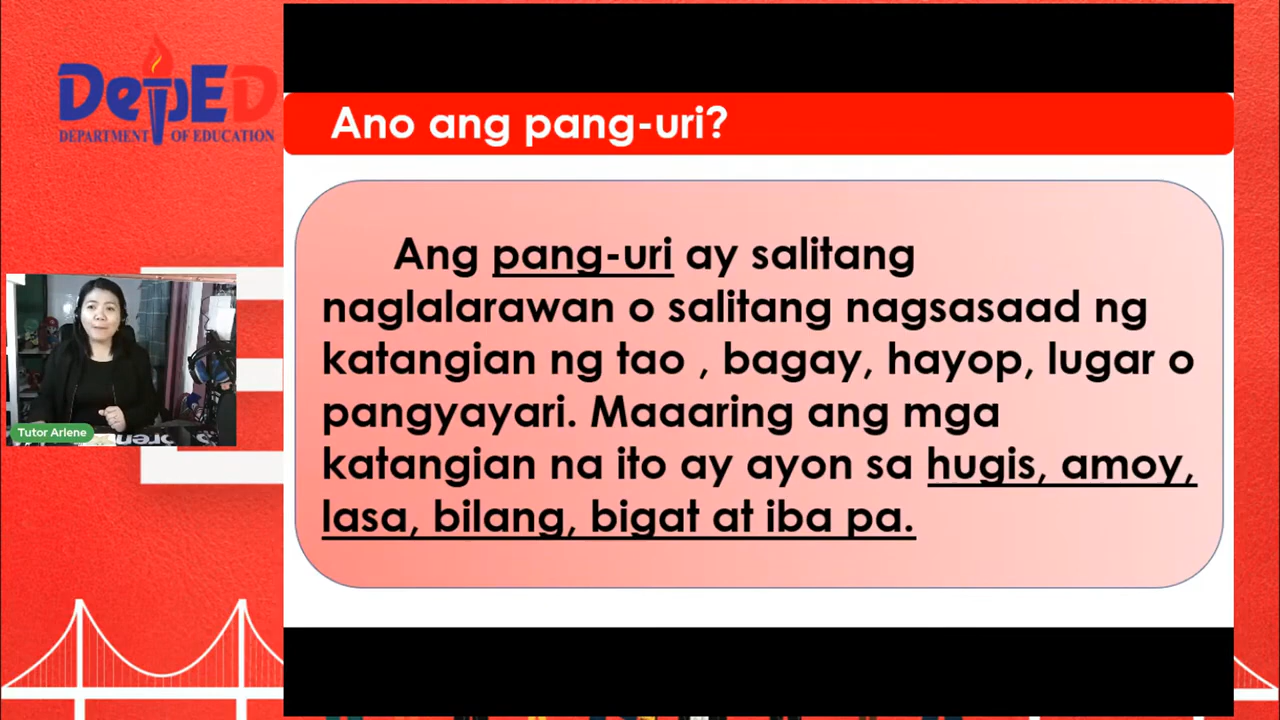 DepED
DEPARTMENT OF EDUCATION
Ano ang pang-uri?
Ang pang-uri ay salitang
naglalarawan o salitang nagsasaad ng
katangian ng tao , bagay, hayop, lugar o
pangyayari. Maaaring ang mga
katangian na ito ay ayon sa hugis, amoy,
lasa, bilang, bigat at iba pa.
Tutor Arlene